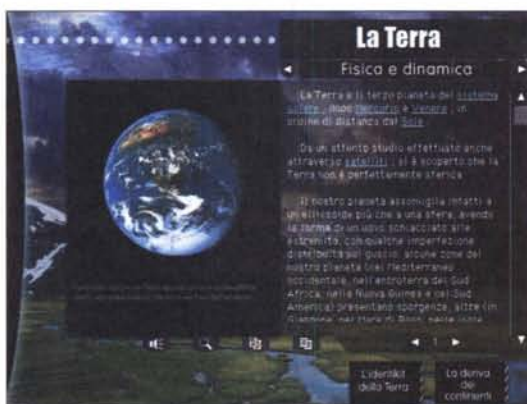 La Terra
Fisica e dinamica
La Terra è il terzo pianeta del sistema
solare, dopo Mercurio e Venere, in
ordine di distanza dal Sole.
Da un attento studio effettuato anche
attraverso satelliti, si è scoperto che la
Terra non è perfettamente sferica.
Il nostro pianeta assomiglia infatti a
un ellissoide più che a una sfera, avendo
la forma di un uovo schiacciato alle
estremità, con qualche imperfezione
distribuita sul guscio: alcune zone del
nostro pianeta (nel Mediterraneo
occidentale, nell'entroterra del Sud
Africa, nella Nuova Guinea e nel Sud
America) presentano sporgenze, altre (in
1
L'identikit
della Terra
La deriva
dei
continenti